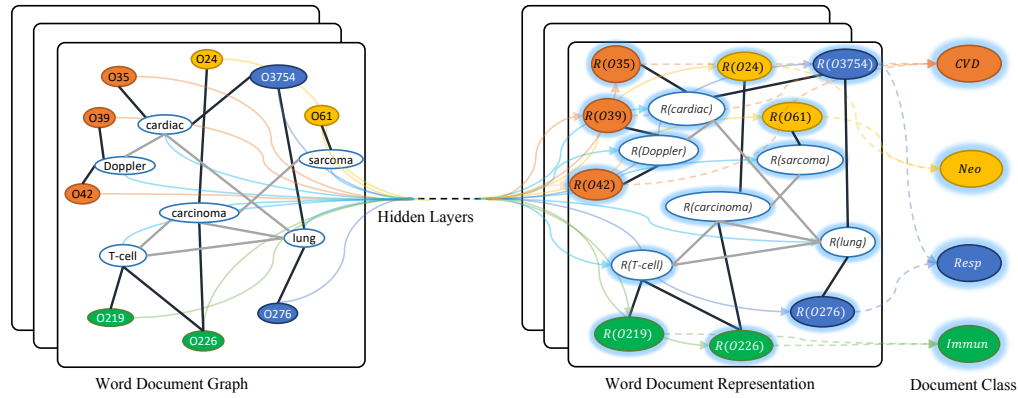 O24
O35
O3754
O39
O61
cardiac
Doppler
sarcoma
O42
carcinoma
T-cell
lung
O219
O276
O226
Word Document Graph
Hidden Layers
R(O35)
R(O24)
R(O3754)
R(cardiac)
R(O39)
R(O61)
R(Doppler)
R(sarcoma)
R(O42)
R(carcinoma)
R(lung)
R(T-cell)
R(O276)
R(O219)
R(O226)
Word Document Representation
CVD
Neo
Resp
Immun
Document Class